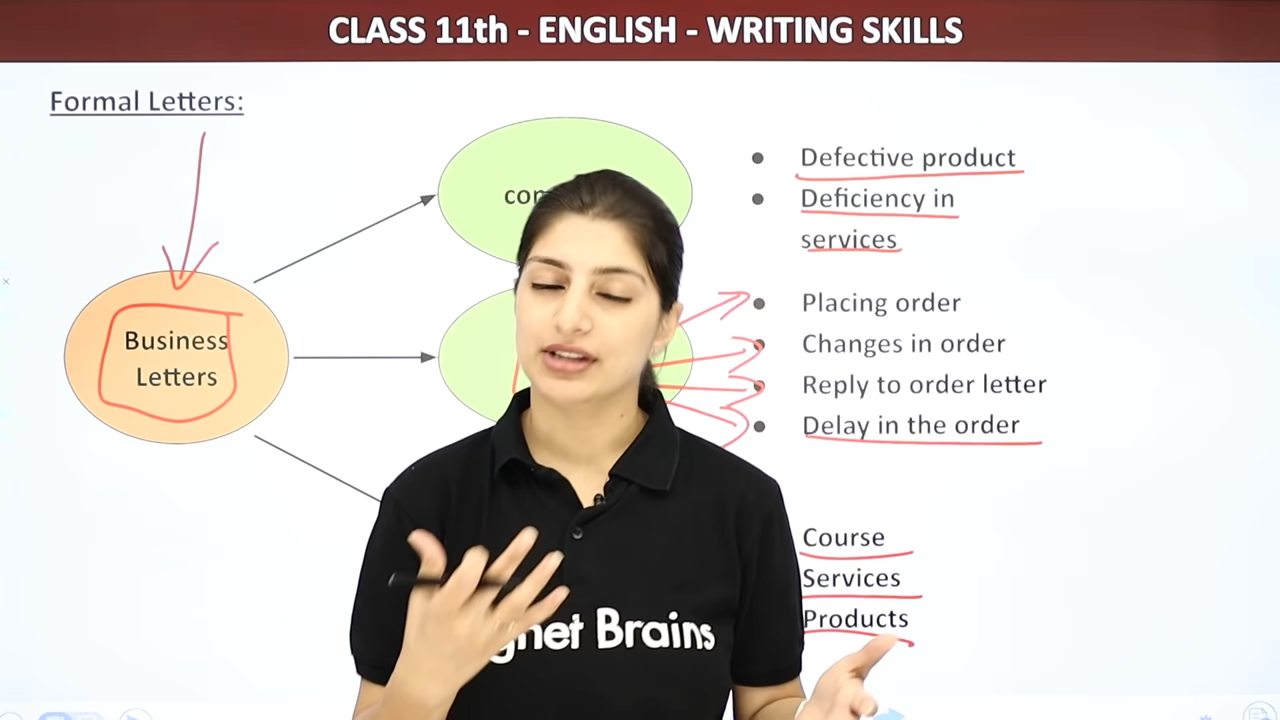 CLASS 11th - ENGLISH - WRITING SKILLS
Formal Letters:
Defective product
Deficiency in
services
Business
Letters
Placing order
Changes in order
Reply to order letter
Delay in the order
Course
Services
Products
Brains